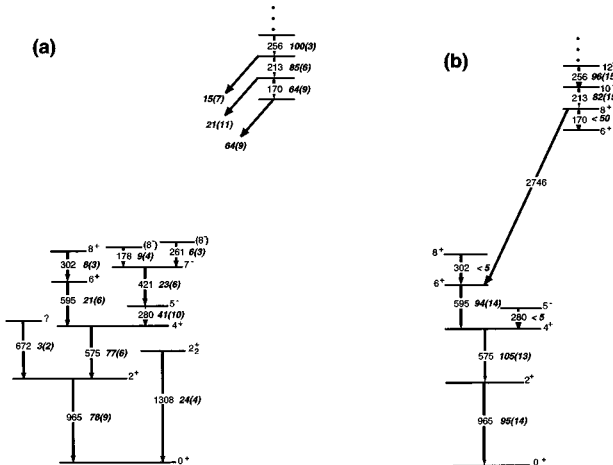 (a)
256 100(3)
213 85(6)
15(7)
170 64(9)
21(11)
64(9)
8+ (8-) (8-)
178 9(4) 261 6(3)
302 8(3) 7-
6+
595 21(6) 421 23(6)
5-
280 41(10)
? 4+
672 3(2) 575 77(6) 2+2
2+
965 78(9) 1308 24(4)
0+
(b)
12
256 96(15
10
213 82(15
8+
170 < 50
6+
2746
8+
302 < 5
6+
595 94(14) 5-
280 < 5
4+
575 105(13)
2+
965 95(14)
0+